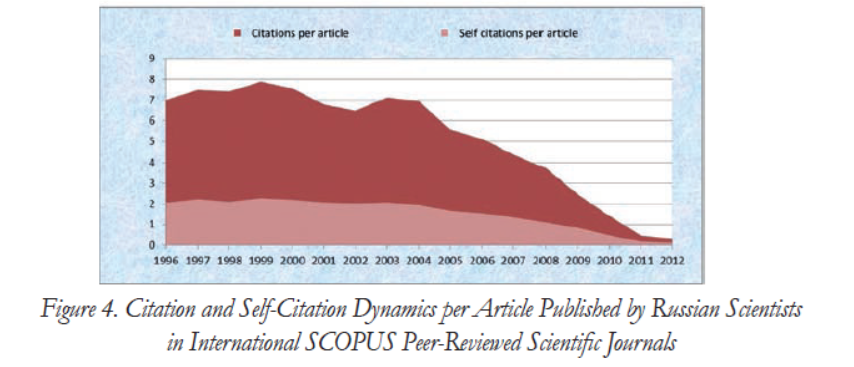 Citations per article Self citations per article
9
8
7
6
5
4
3
2
1
0
1996 1997 1998 1999 2000 2001 2002 2003 2004 2005 2006 2007 2008 2009 2010 2011 2012
Figure 4. Citation and Self-Citation Dynamics per Article Published by Russian Scientists
in International SCOPUS Peer-Reviewed Scientific Journals